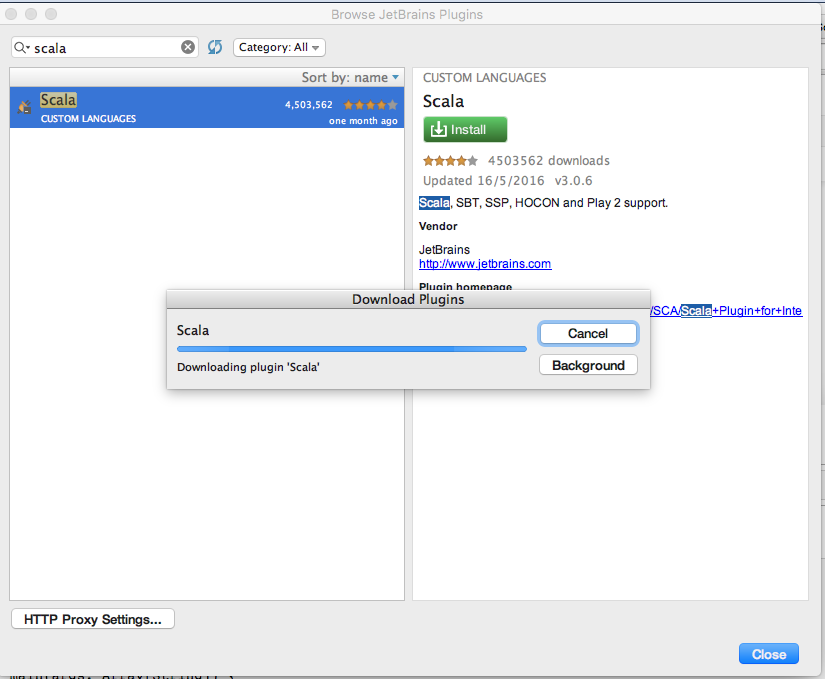 Browse JetBrains Plugins
scala
Category: All
Sort by: name
Scala
4,503,562
CUSTOM LANGUAGES
one month ago
CUSTOM LANGUAGES
Scala
Install
4503562 downloads
Updated 16/5/2016 v3.0.6
Scala, SBT, SSP, HOCON and Play 2 support.
Vendor
JetBrains
http://www.jetbrains.com
Plugin homepage
/SCA/Scala+Plugin+for+Inte
Download Plugins
Scala
Cancel
Downloading plugin 'Scala'
Background
HTTP Proxy Settings...
Close